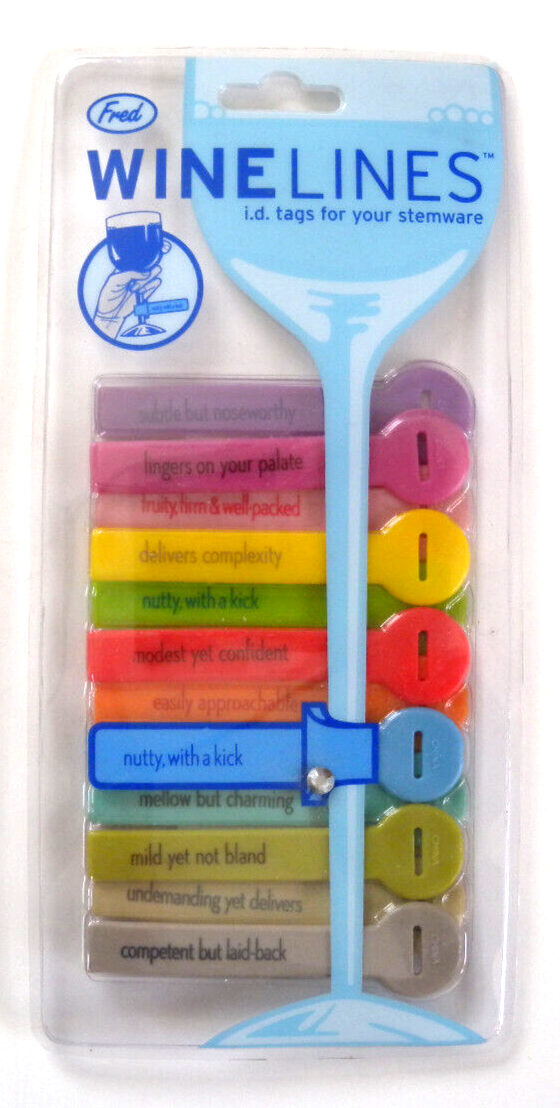 Fred
WINELINES™
i.d. tags for your stemware
subtle but noseworthy
lingers on your palate
fruity, firm & well-packed
delivers complexity
nutty, with a kick
modest yet confident
easily approachable
nutty, with a kick
mellow but charming
mild yet not bland
undemanding yet delivers
competent but laid-back